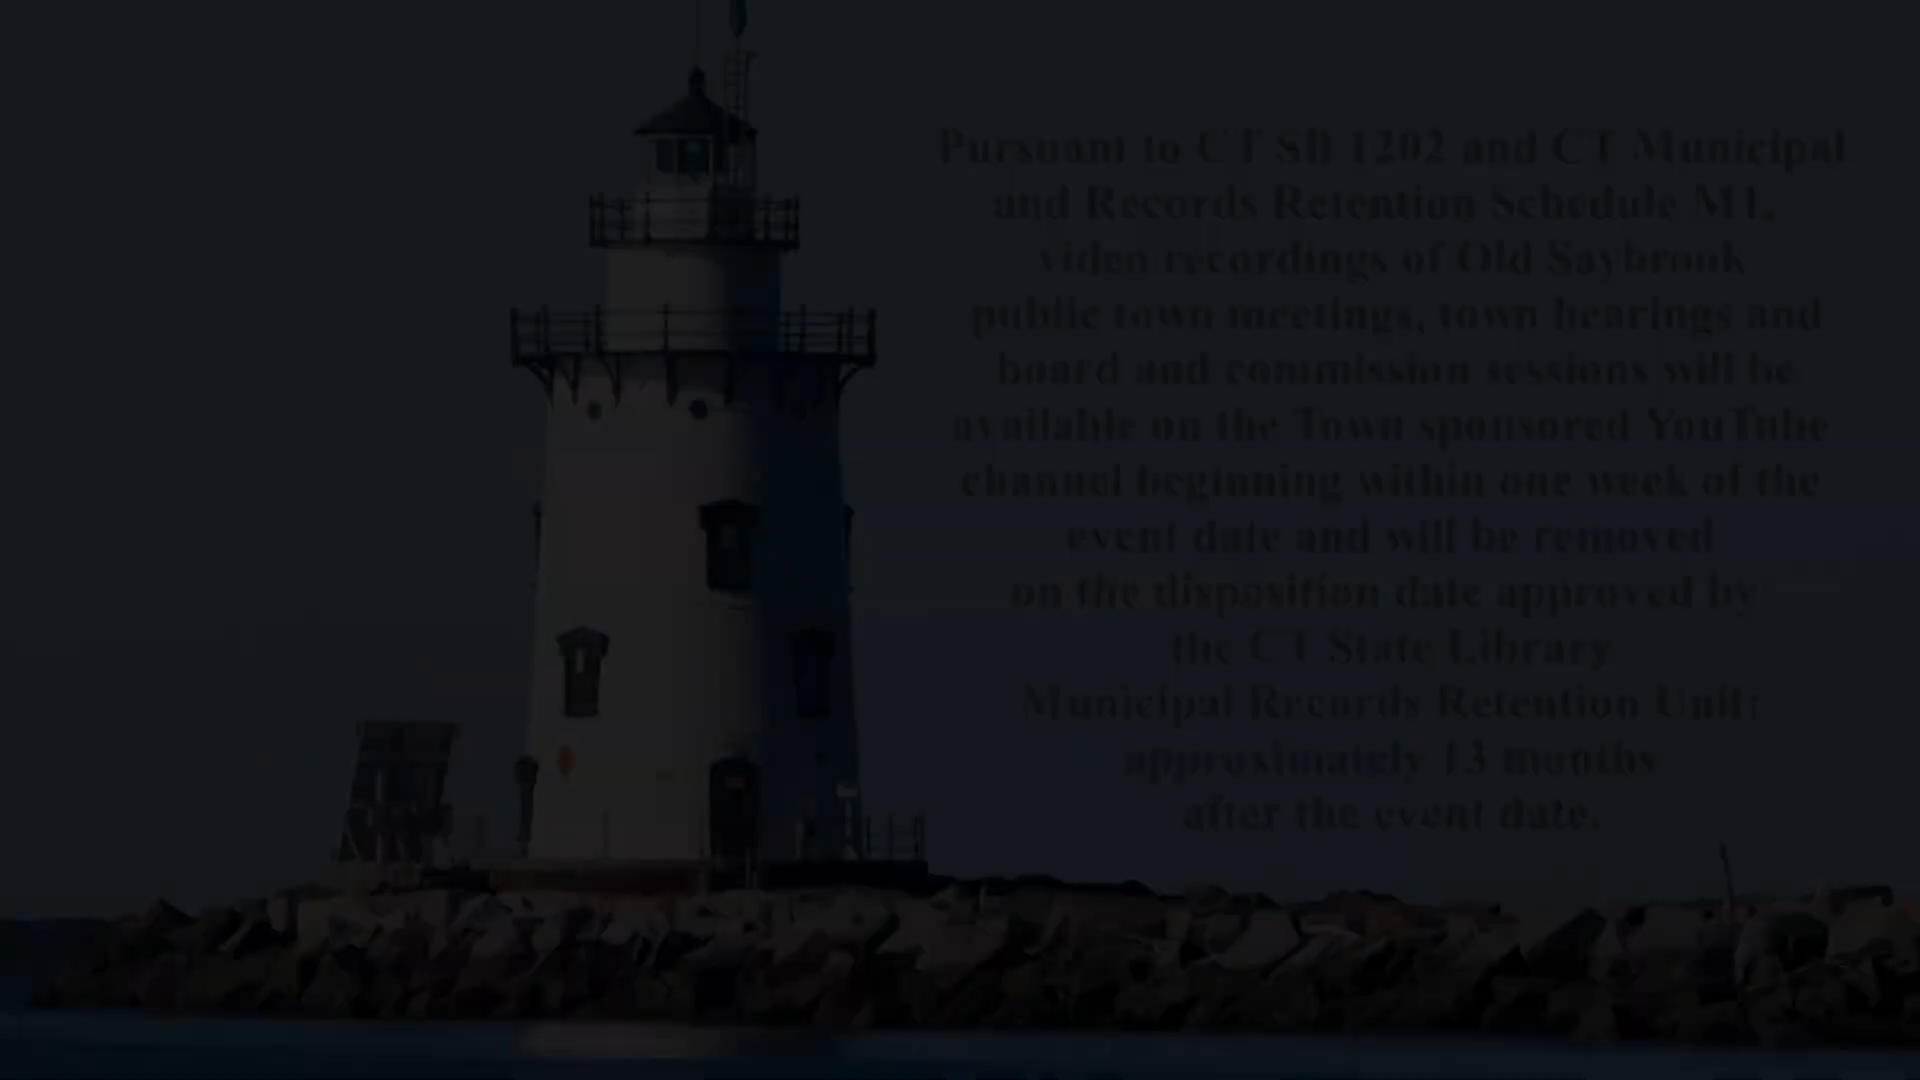 Pursuant to CT SB 1202 and CT Municipal
and Records Retention Schedule M1,
video recordings of Old Saybrook
public town meetings, town hearings and
board and commission sessions will be
available on the Town sponsored YouTube
channel beginning within one week of the
event date and will be removed
on the disposition date approved by
the CT State Library
Municipal Records Retention Unit:
approximately 13 months
after the event date.